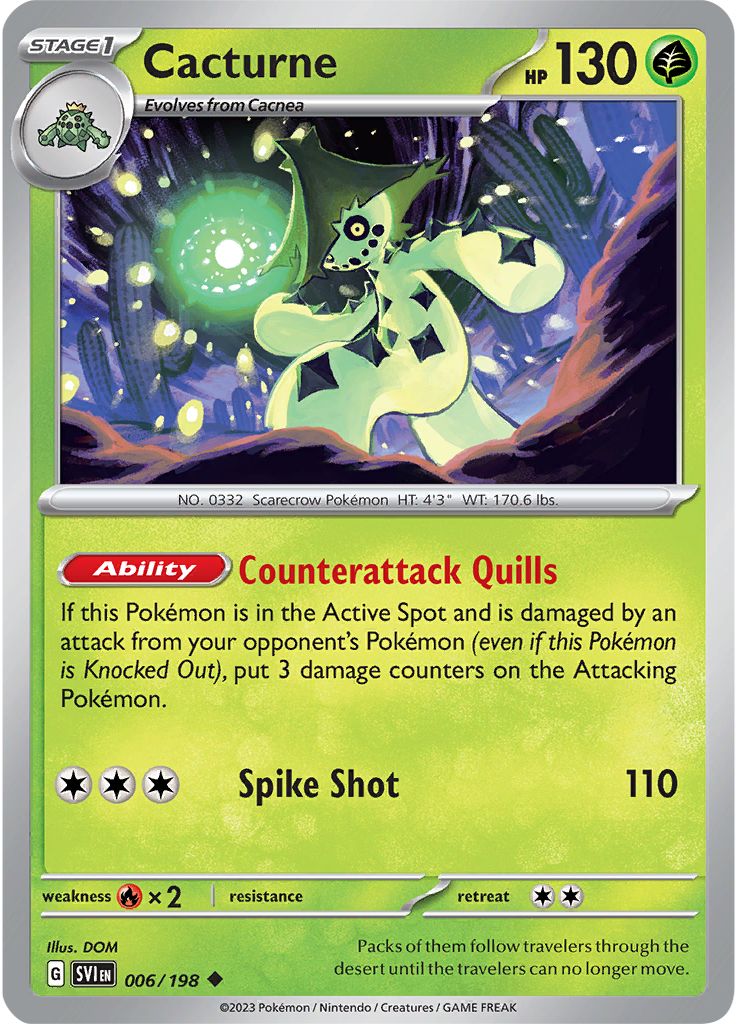 STAGE1
Cacturne
HP 130
Evolves from Cacnea
NO. 0332 Scarecrow Pokémon HT: 4'3" WT: 170.6 lbs.
Ability Counterattack Quills
If this Pokémon is in the Active Spot and is damaged by an
attack from your opponent's Pokémon (even if this Pokémon
is Knocked Out), put 3 damage counters on the Attacking
Pokémon.
Spike Shot 110
weakness ×2 resistance retreat
Illus. DOM
G SVI EN 006/198
Packs of them follow travelers through the
desert until the travelers can no longer move.
©2023 Pokémon / Nintendo / Creatures / GAME FREAK